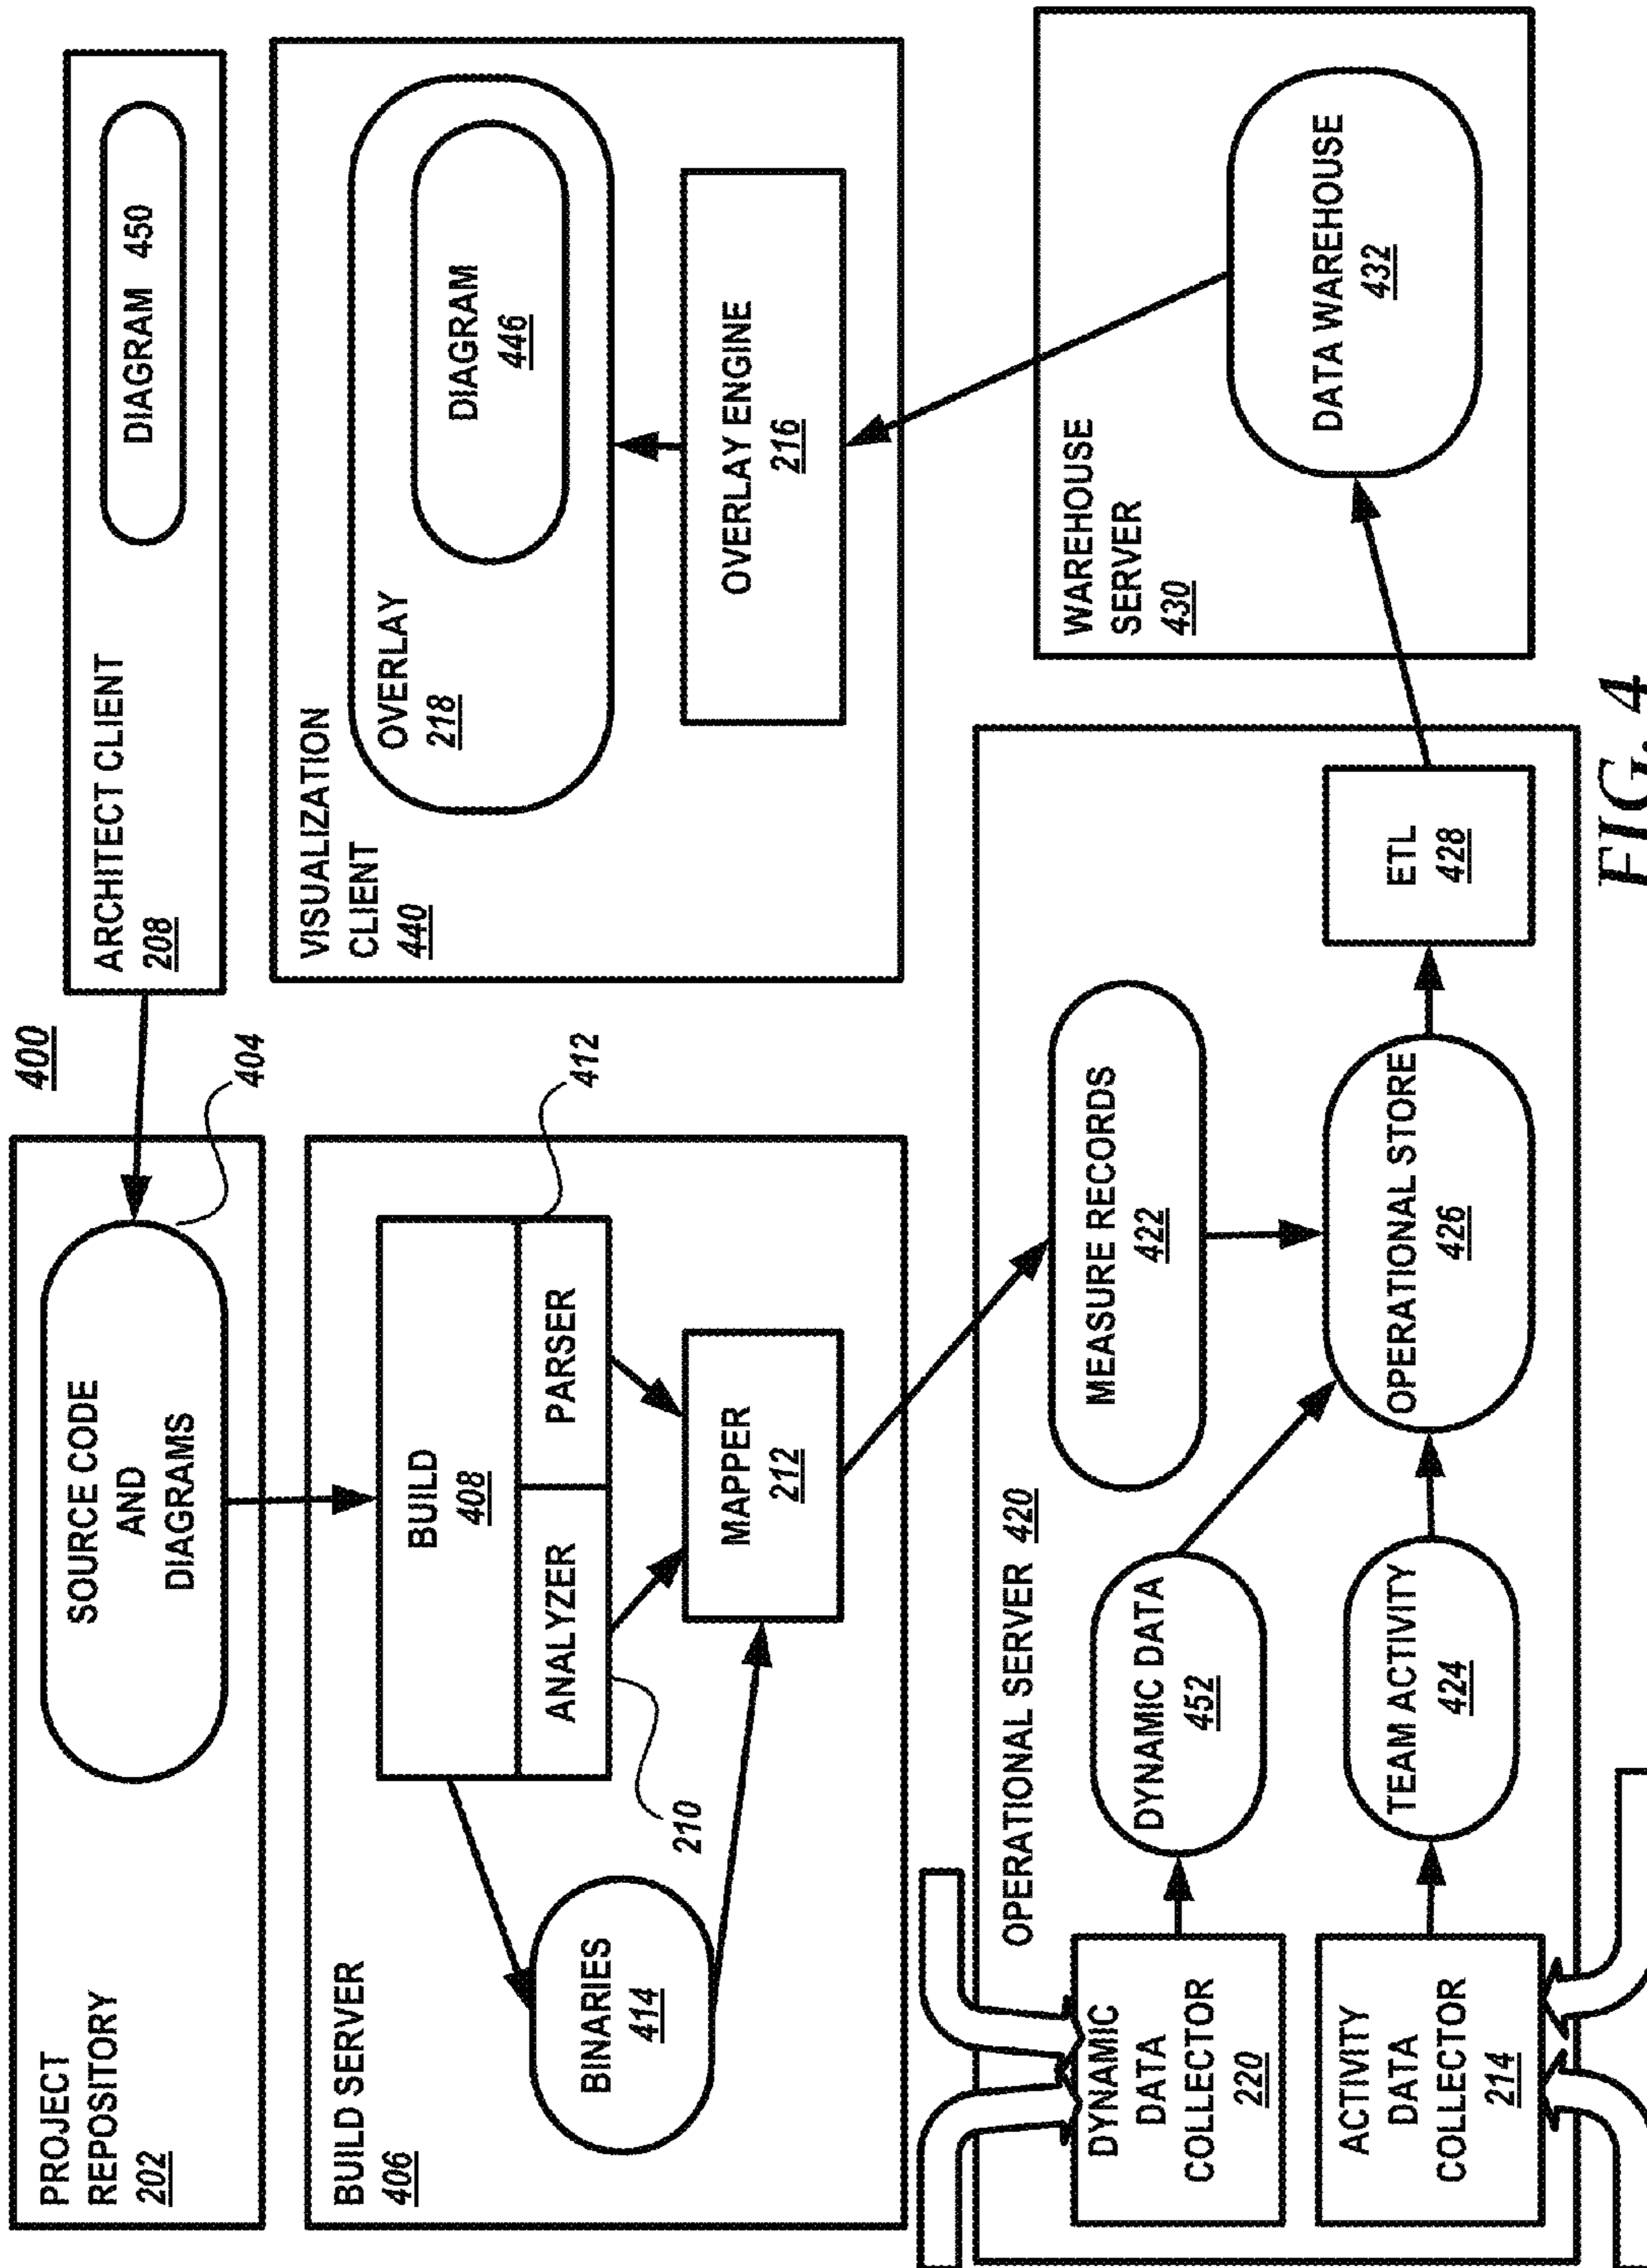 400
PROJECT
REPOSITORY
202
SOURCE CODE
AND
DIAGRAMS
404
ARCHITECT CLIENT
208
DIAGRAM 450
BUILD SERVER
406
BUILD
408
ANALYZER
PARSER
412
210
BINARIES
414
MAPPER
212
VISUALIZATION
CLIENT
440
OVERLAY
218
DIAGRAM
446
OVERLAY ENGINE
216
OPERATIONAL SERVER 420
DYNAMIC
DATA
COLLECTOR
220
DYNAMIC DATA
452
MEASURE RECORDS
422
ACTIVITY
DATA
COLLECTOR
214
TEAM ACTIVITY
424
OPERATIONAL STORE
426
ETL
428
WAREHOUSE
SERVER
430
DATA WAREHOUSE
432
FIG. 4